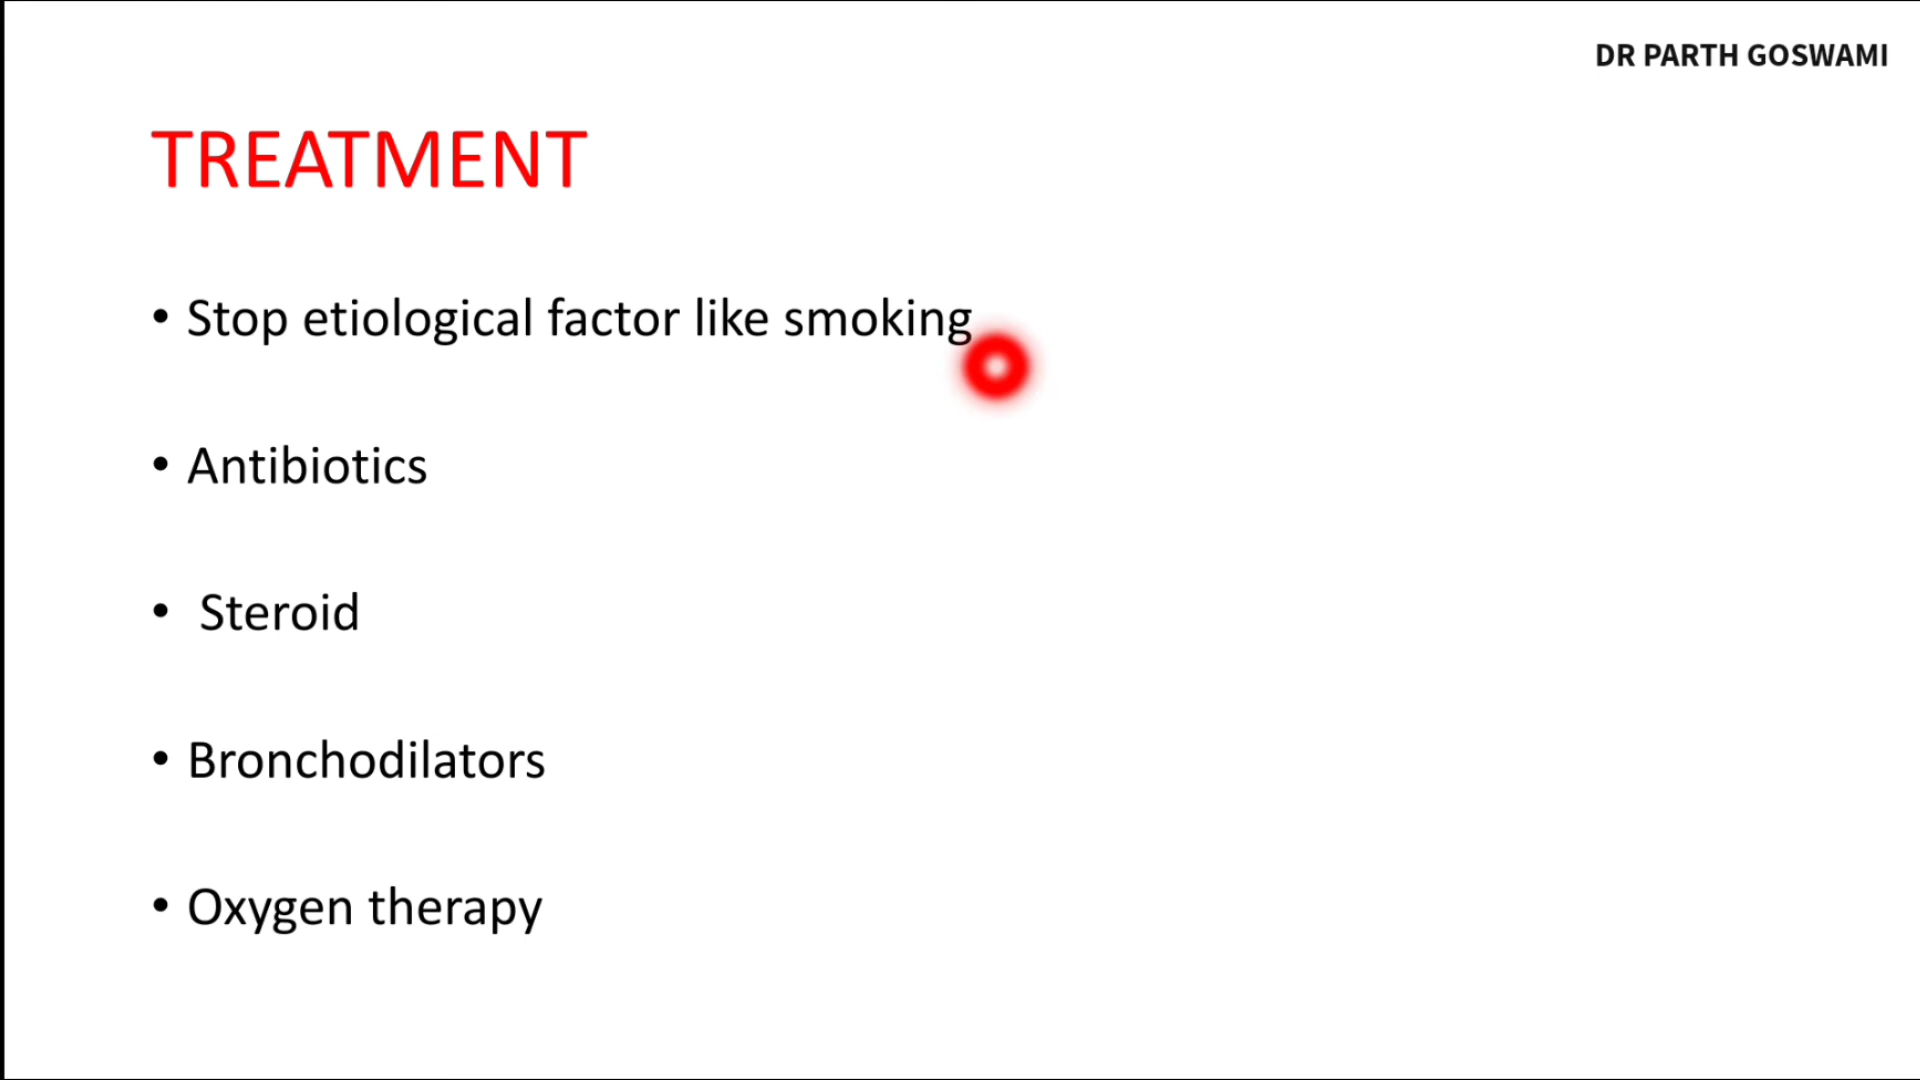 DR PARTH GOSWAMI
TREATMENT
• Stop etiological factor like smoking
• Antibiotics
• Steroid
• Bronchodilators
• Oxygen therapy